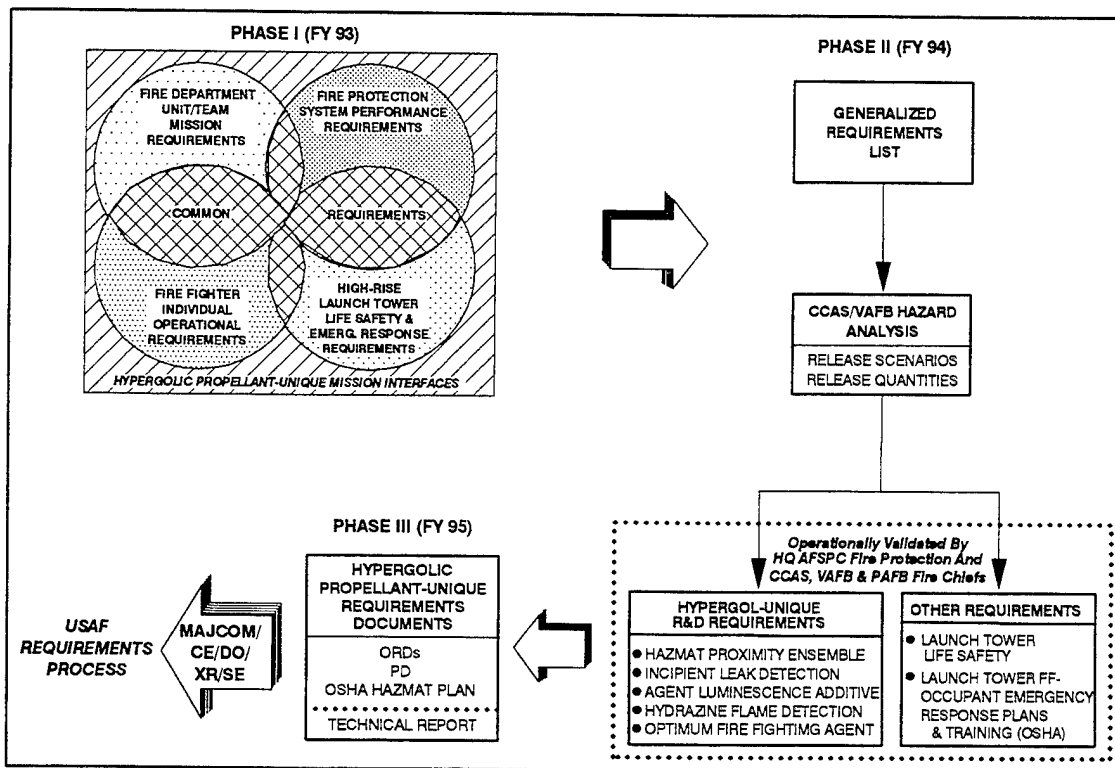 PHASE I (FY 93)
FIRE DEPARTMENT
UNIT/TEAM
MISSION
REQUIREMENTS
FIRE PROTECTION
SYSTEM PERFORMANCE
REQUIREMENTS
COMMON
REQUIREMENTS
FIRE FIGHTER
INDIVIDUAL
OPERATIONAL
REQUIREMENTS
HIGH-RISE
LAUNCH TOWER
LIFE SAFETY &
EMERG. RESPONSE
REQUIREMENTS
HYPERGOLIC PROPELLANT-UNIQUE MISSION INTERFACES
PHASE II (FY 94)
GENERALIZED
REQUIREMENTS
LIST
CCAS/VAFB HAZARD
ANALYSIS
RELEASE SCENARIOS
RELEASE QUANTITIES
Operationally Validated By
HQ AFSPC Fire Protection And
CCAS, VAFB & PAFB Fire Chiefs
HYPERGOL-UNIQUE
R&D REQUIREMENTS
● HAZMAT PROXIMITY ENSEMBLE
● INCIPIENT LEAK DETECTION
● AGENT LUMINESCENCE ADDITIVE
● HYDRAZINE FLAME DETECTION
● OPTIMUM FIRE FIGHTIMG AGENT
OTHER REQUIREMENTS
● LAUNCH TOWER
LIFE SAFETY
● LAUNCH TOWER FF-
OCCUPANT EMERGENCY
RESPONSE PLANS
& TRAINING (OSHA)
PHASE III (FY 95)
HYPERGOLIC
PROPELLANT-UNIQUE
REQUIREMENTS
DOCUMENTS
ORDs
PD
OSHA HAZMAT PLAN
TECHNICAL REPORT
MAJCOM/
CE/DO/
XR/SE
USAF
REQUIREMENTS
PROCESS